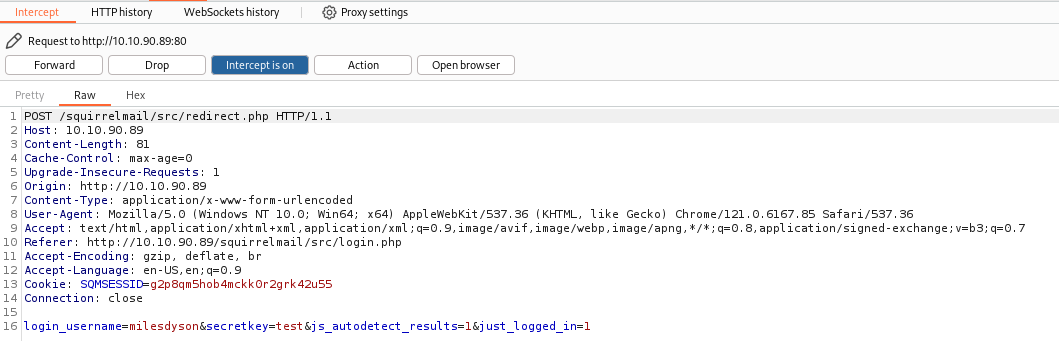 Intercept HTTP history WebSockets history Proxy settings
Request to http://10.10.90.89:80
Forward Drop Intercept is on Action Open browser
Pretty Raw Hex
1 POST /squirrelmail/src/redirect.php HTTP/1.1
2 Host: 10.10.90.89
3 Content-Length: 81
4 Cache-Control: max-age=0
5 Upgrade-Insecure-Requests: 1
6 Origin: http://10.10.90.89
7 Content-Type: application/x-www-form-urlencoded
8 User-Agent: Mozilla/5.0 (Windows NT 10.0; Win64; x64) AppleWebKit/537.36 (KHTML, like Gecko) Chrome/121.0.6167.85 Safari/537.36
9 Accept: text/html,application/xhtml+xml,application/xml;q=0.9,image/avif,image/webp,image/apng,*/*;q=0.8,application/signed-exchange;v=b3;q=0.7
10 Referer: http://10.10.90.89/squirrelmail/src/login.php
11 Accept-Encoding: gzip, deflate, br
12 Accept-Language: en-US,en;q=0.9
13 Cookie: SQMSESSID=g2p8qm5hob4mckk0r2grk42u55
14 Connection: close
15
16 login_username=milesdyson&secretkey=test&js_autodetect_results=1&just_logged_in=1